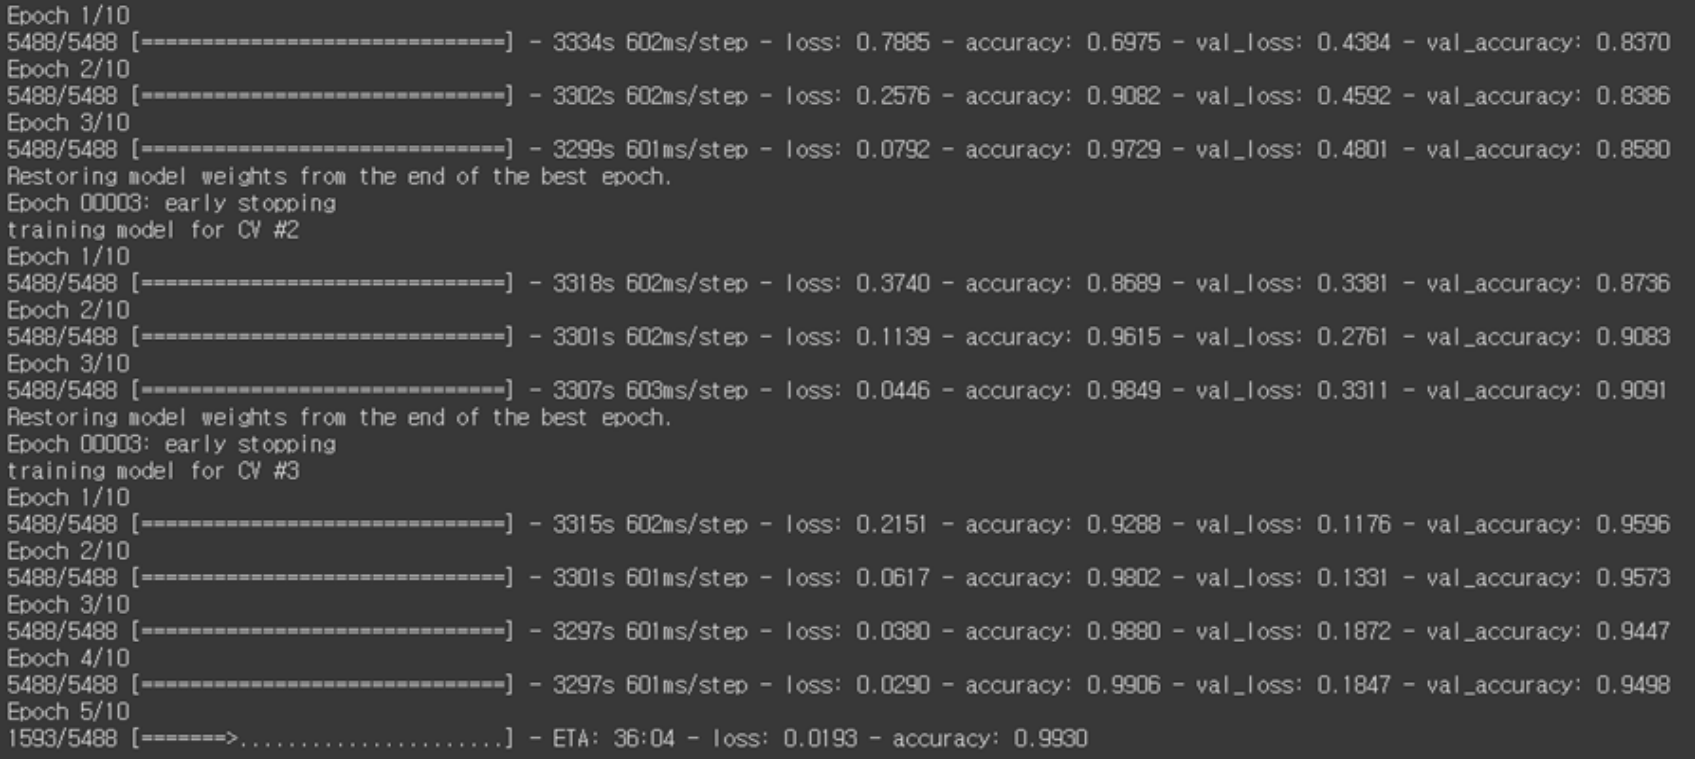 Epoch 1/10
5488/5488 [==============================] - 3334s 602ms/step - loss: 0.7885 - accuracy: 0.6975 - val_loss: 0.4384 - val_accuracy: 0.8370
Epoch 2/10
5488/5488 [==============================] - 3302s 602ms/step - loss: 0.2576 - accuracy: 0.9082 - val_loss: 0.4592 - val_accuracy: 0.8386
Epoch 3/10
5488/5488 [==============================] - 3299s 601ms/step - loss: 0.0792 - accuracy: 0.9729 - val_loss: 0.4801 - val_accuracy: 0.8580
Restoring model weights from the end of the best epoch.
Epoch 00003: early stopping
training model for CV #2
Epoch 1/10
5488/5488 [==============================] - 3318s 602ms/step - loss: 0.3740 - accuracy: 0.8689 - val_loss: 0.3381 - val_accuracy: 0.8736
Epoch 2/10
5488/5488 [==============================] - 3301s 602ms/step - loss: 0.1139 - accuracy: 0.9615 - val_loss: 0.2761 - val_accuracy: 0.9083
Epoch 3/10
5488/5488 [==============================] - 3307s 603ms/step - loss: 0.0446 - accuracy: 0.9849 - val_loss: 0.3311 - val_accuracy: 0.9091
Restoring model weights from the end of the best epoch.
Epoch 00003: early stopping
training model for CV #3
Epoch 1/10
5488/5488 [==============================] - 3315s 602ms/step - loss: 0.2151 - accuracy: 0.9288 - val_loss: 0.1176 - val_accuracy: 0.9596
Epoch 2/10
5488/5488 [==============================] - 3301s 601ms/step - loss: 0.0617 - accuracy: 0.9802 - val_loss: 0.1331 - val_accuracy: 0.9573
Epoch 3/10
5488/5488 [==============================] - 3297s 601ms/step - loss: 0.0380 - accuracy: 0.9880 - val_loss: 0.1872 - val_accuracy: 0.9447
Epoch 4/10
5488/5488 [==============================] - 3297s 601ms/step - loss: 0.0290 - accuracy: 0.9906 - val_loss: 0.1847 - val_accuracy: 0.9498
Epoch 5/10
1593/5488 [=======>......................] - ETA: 36:04 - loss: 0.0193 - accuracy: 0.9930